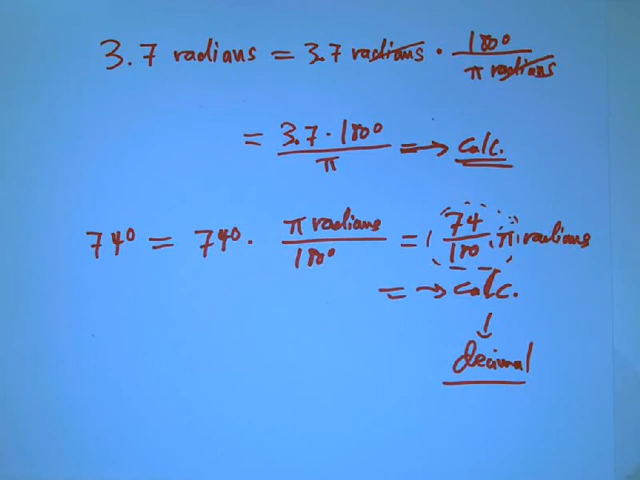 3.7 radians = 3.7 radians · 180° / π radians
= 3.7 · 180° / π = → calc.
74° = 74° · π radians / 180° = 74 / 180 · π radians
= → calc.
↓
decimal